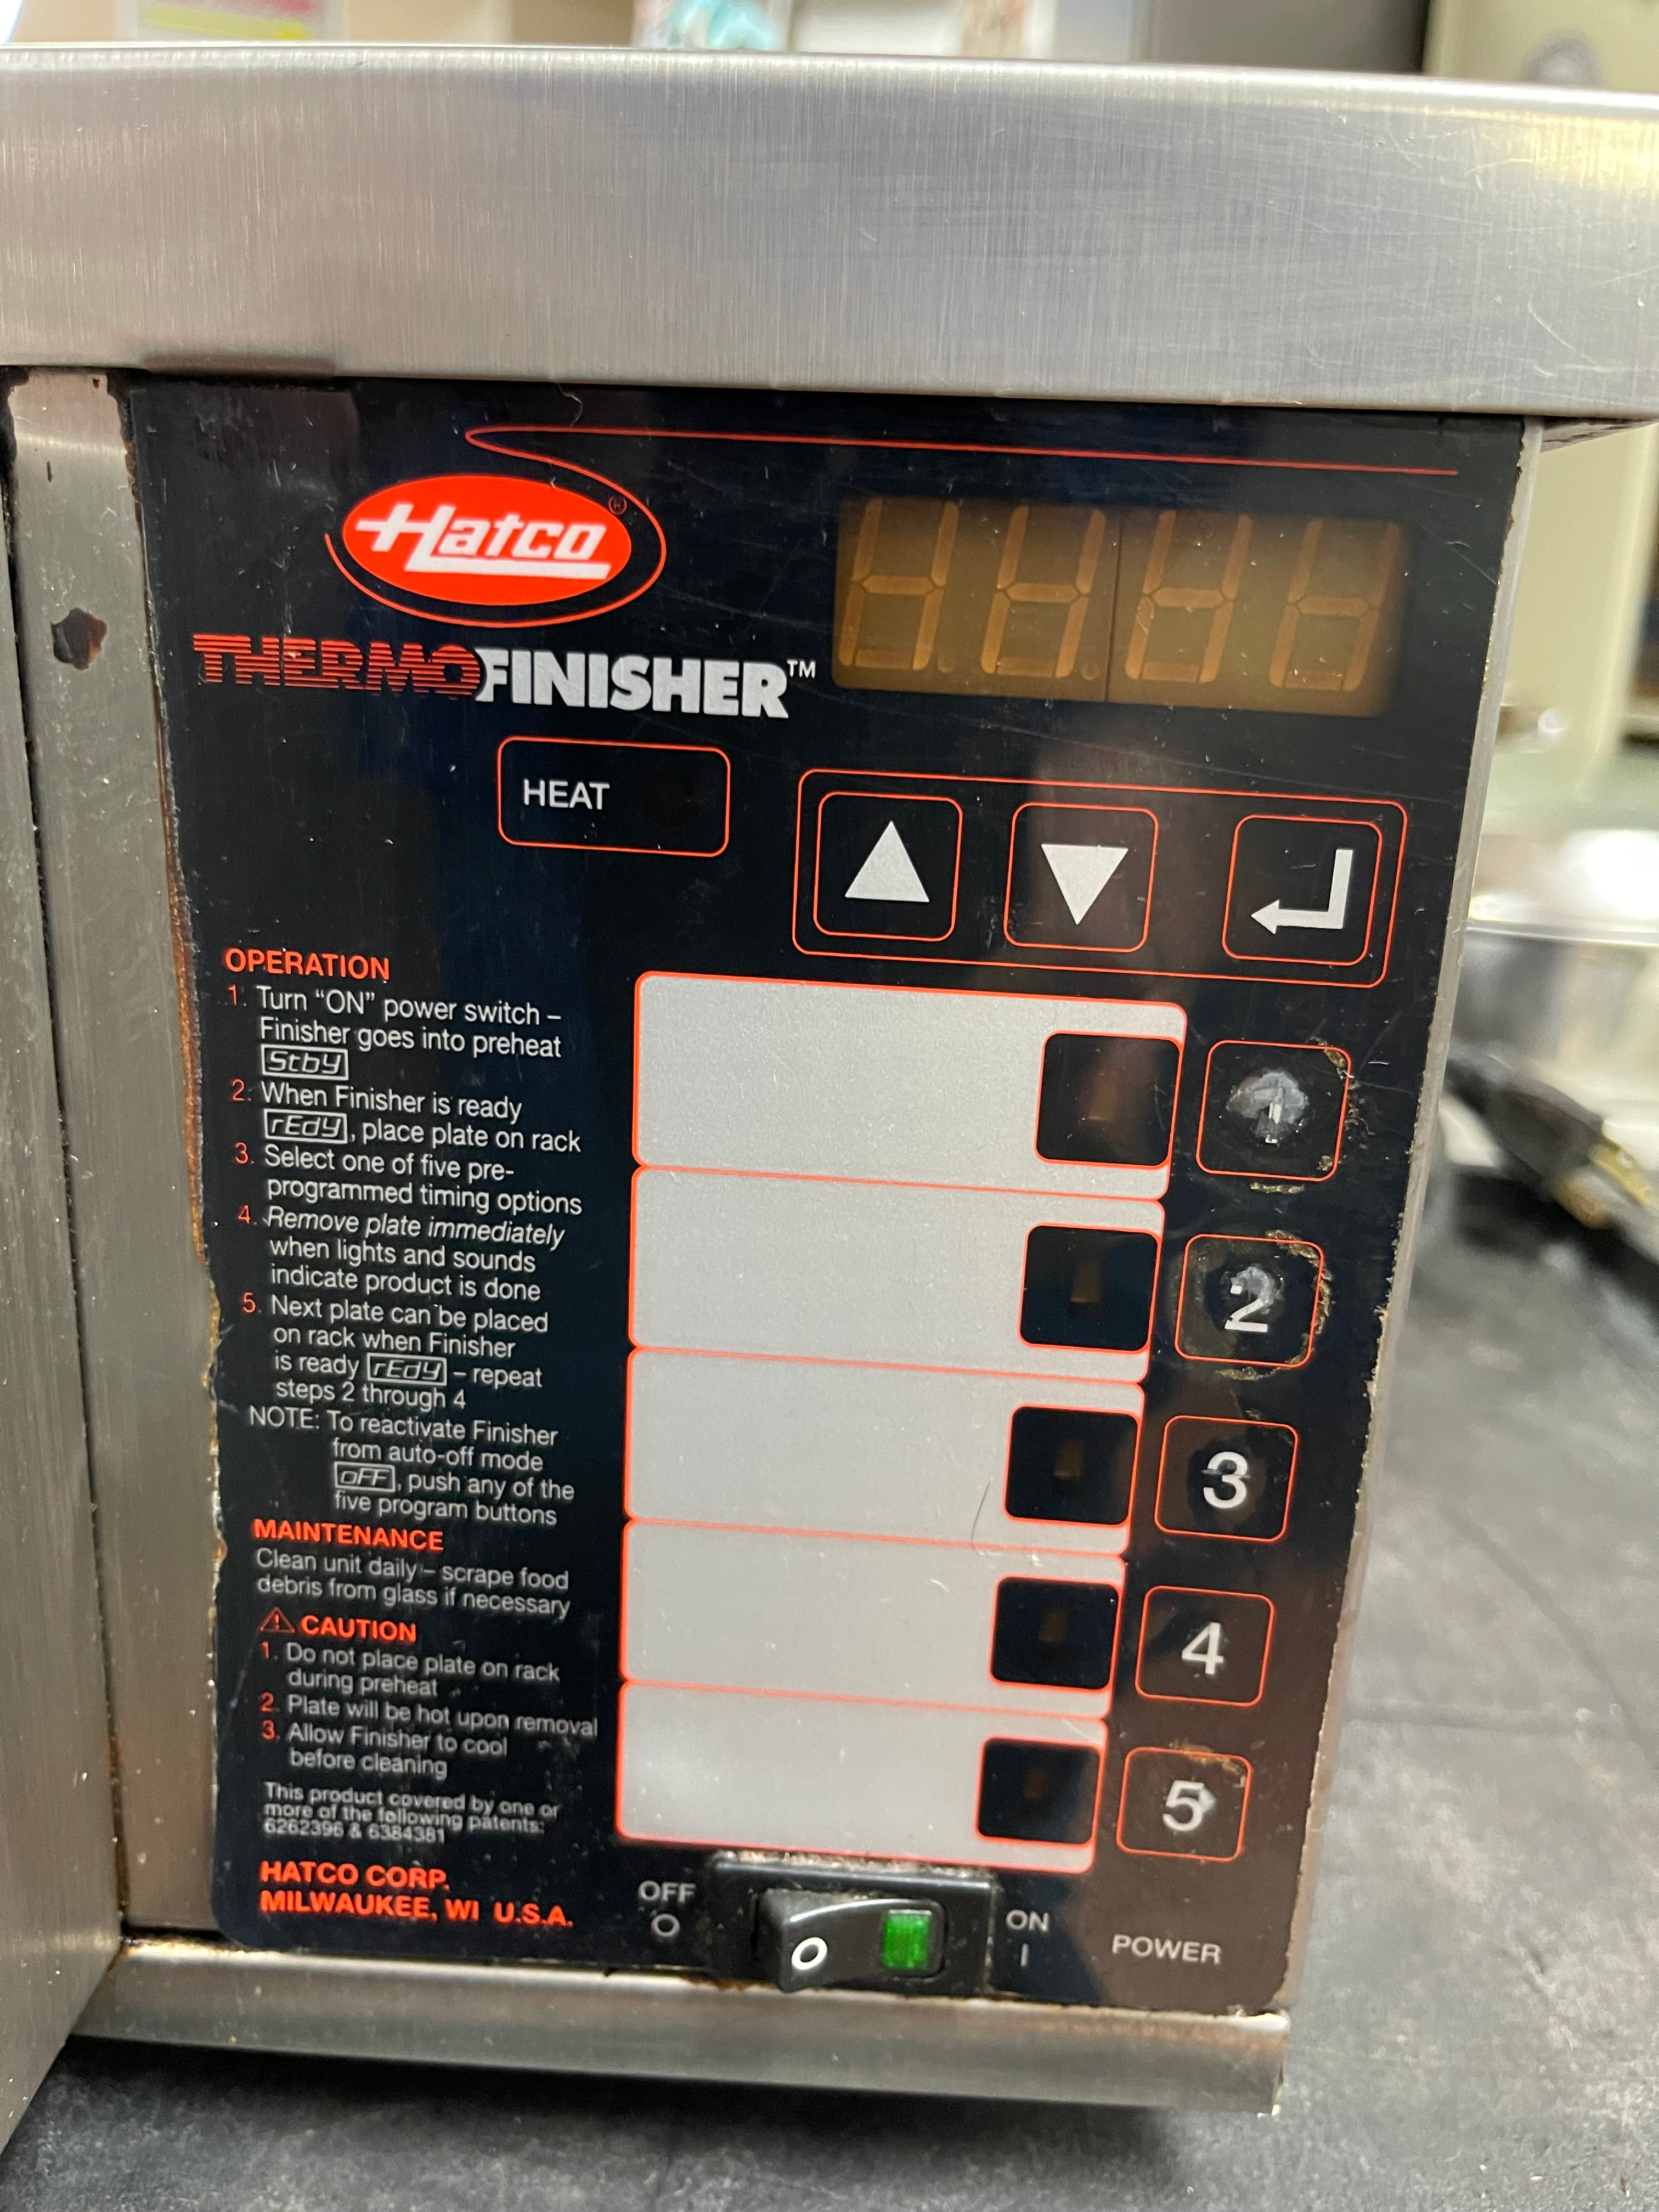 Hatco®
THERMOFINISHER™
HEAT
OPERATION
1. Turn “ON” power switch –
Finisher goes into preheat
Stby
2. When Finisher is ready
rEdy, place plate on rack
3. Select one of five pre-
programmed timing options
4. Remove plate immediately
when lights and sounds
indicate product is done
5. Next plate can be placed
on rack when Finisher
is ready rEdy – repeat
steps 2 through 4
NOTE: To reactivate Finisher
from auto-off mode
oFF, push any of the
five program buttons
MAINTENANCE
Clean unit daily – scrape food
debris from glass if necessary
⚠ CAUTION
1. Do not place plate on rack
during preheat
2. Plate will be hot upon removal
3. Allow Finisher to cool
before cleaning
This product covered by one or
more of the following patents:
6262396 & 6384381
HATCO CORP.
MILWAUKEE, WI U.S.A.
1
2
3
4
5
OFF
O
O
ON
I
POWER